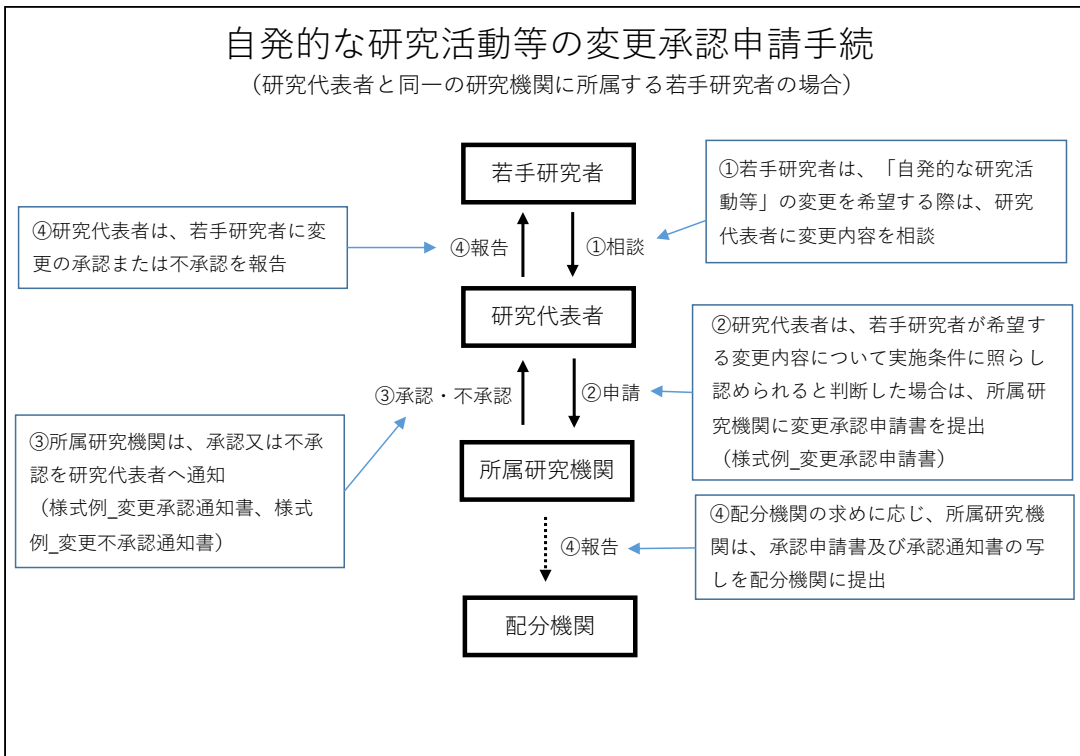 自発的な研究活動等の変更承認申請手続
（研究代表者と同一の研究機関に所属する若手研究者の場合）
若手研究者
①若手研究者は、「自発的な研究活
動等」の変更を希望する際は、研究
代表者に変更内容を相談
④研究代表者は、若手研究者に変
更の承認または不承認を報告
④報告
①相談
研究代表者
②研究代表者は、若手研究者が希望す
る変更内容について実施条件に照らし
認められると判断した場合は、所属研
究機関に変更承認申請書を提出
（様式例_変更承認申請書）
③承認・不承認
②申請
③所属研究機関は、承認又は不承
認を研究代表者へ通知
（様式例_変更承認通知書、様式
例_変更不承認通知書）
所属研究機関
④配分機関の求めに応じ、所属研究機
関は、承認申請書及び承認通知書の写
しを配分機関に提出
④報告
配分機関